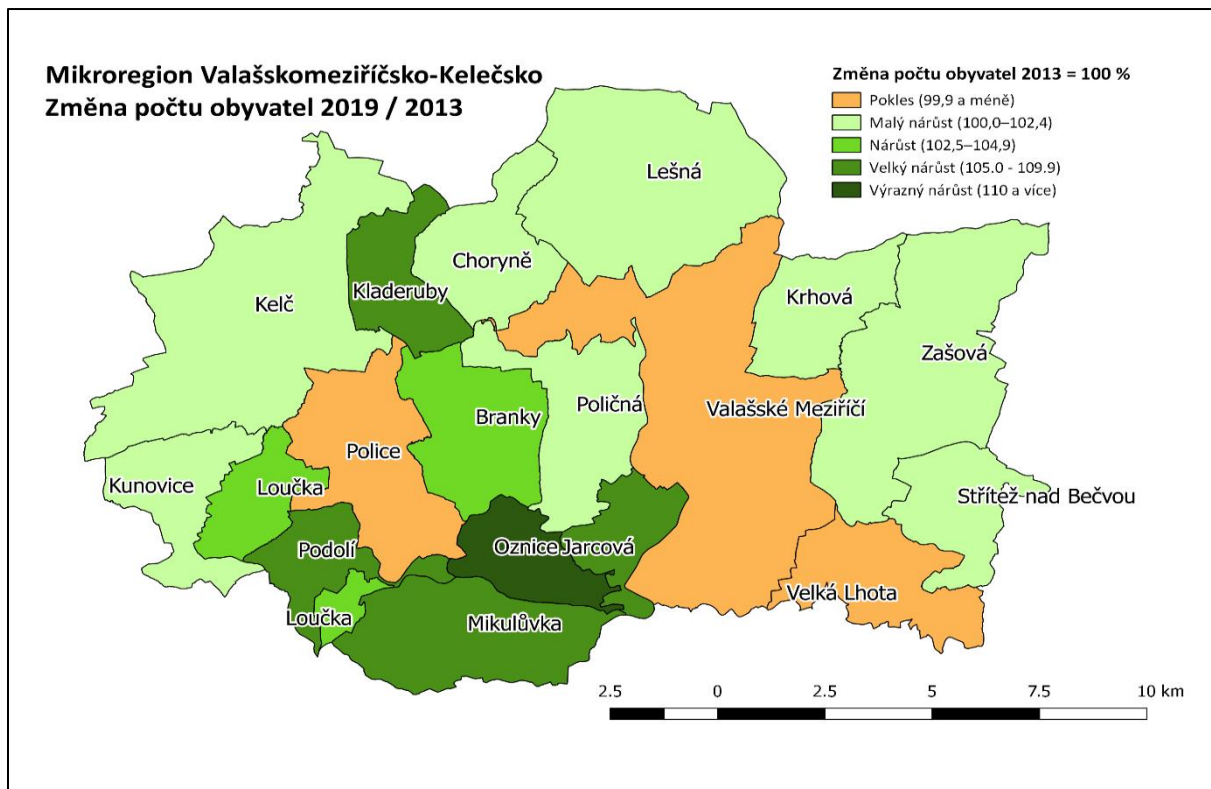 Mikroregion Valašskomeziříčsko-Kelečsko
Změna počtu obyvatel 2019 / 2013
Změna počtu obyvatel 2013 = 100 %
Pokles (99,9 a méně)
Malý nárůst (100,0–102,4)
Nárůst (102,5–104,9)
Velký nárůst (105.0 - 109.9)
Výrazný nárůst (110 a více)
Lešná
Choryně
Kladeruby
Krhová
Kelč
Zašová
Poličná
Valašské Meziříčí
Branky
Police
Loučka
Kunovice
Střítěž nad Bečvou
Podolí
Oznice
Jarcová
Velká Lhota
Loučka
Mikulůvka
2.5 0 2.5 5 7.5 10 km